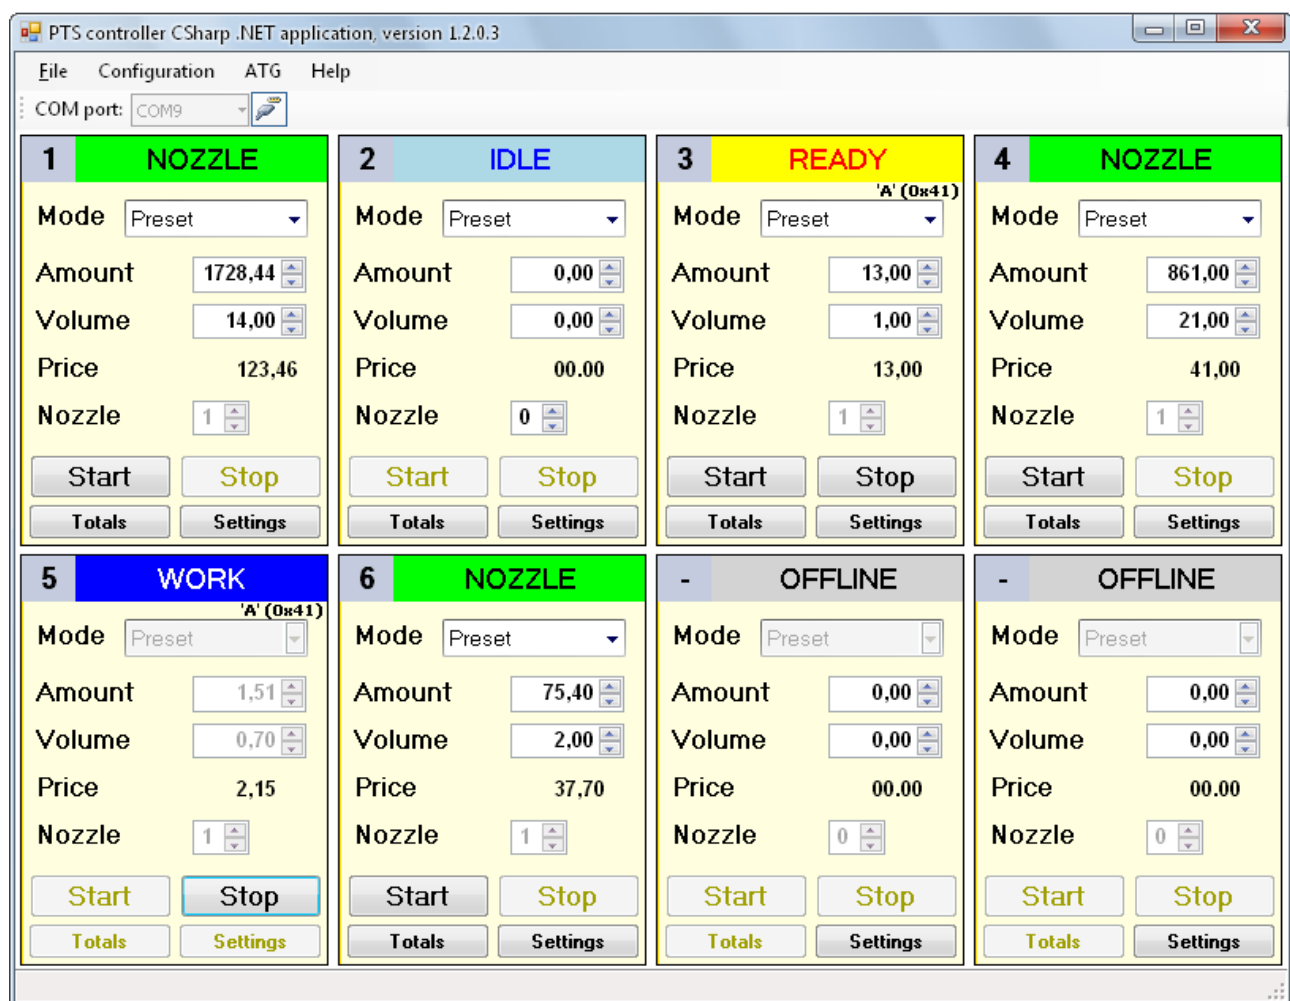 PTS controller CSharp .NET application, version 1.2.0.3
File Configuration ATG Help
COM port: COM9
1 NOZZLE
Mode Preset
Amount 1728,44
Volume 14,00
Price 123,46
Nozzle 1
Start Stop
Totals Settings
2 IDLE
Mode Preset
Amount 0,00
Volume 0,00
Price 00.00
Nozzle 0
Start Stop
Totals Settings
3 READY
'A' (0x41)
Mode Preset
Amount 13,00
Volume 1,00
Price 13,00
Nozzle 1
Start Stop
Totals Settings
4 NOZZLE
Mode Preset
Amount 861,00
Volume 21,00
Price 41,00
Nozzle 1
Start Stop
Totals Settings
5 WORK
'A' (0x41)
Mode Preset
Amount 1,51
Volume 0,70
Price 2,15
Nozzle 1
Start Stop
Totals Settings
6 NOZZLE
Mode Preset
Amount 75,40
Volume 2,00
Price 37,70
Nozzle 1
Start Stop
Totals Settings
- OFFLINE
Mode Preset
Amount 0,00
Volume 0,00
Price 00.00
Nozzle 0
Start Stop
Totals Settings
- OFFLINE
Mode Preset
Amount 0,00
Volume 0,00
Price 00.00
Nozzle 0
Start Stop
Totals Settings